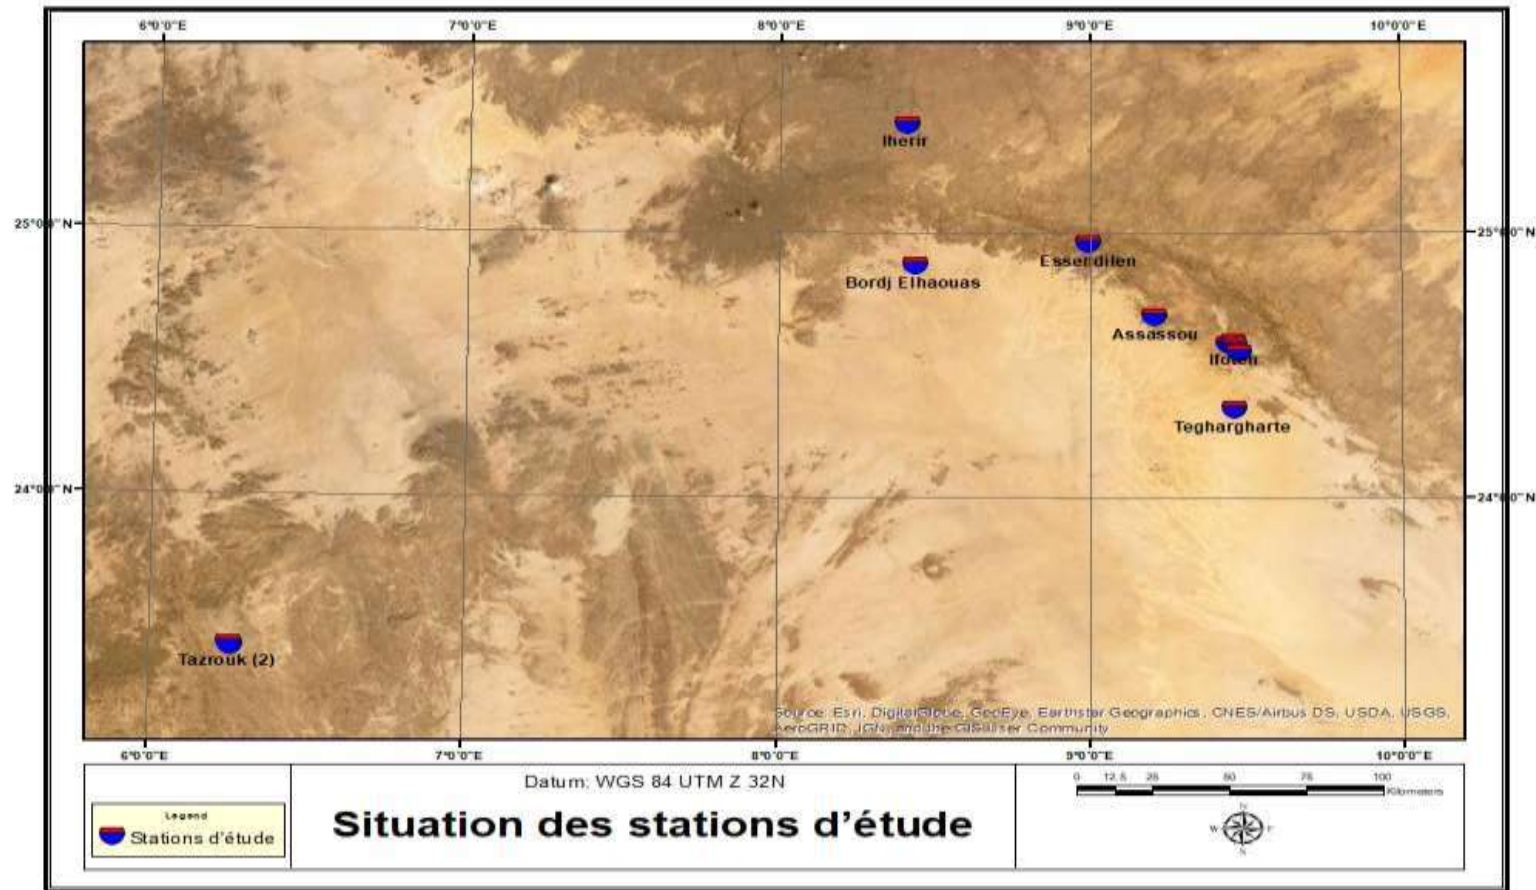 6°0'0"E 7°0'0"E 8°0'0"E 9°0'0"E 10°0'0"E
Iherir
25°0'0"N 25°0'0"N
Essendilen
Bordj Elhaouas
Assassou
Teghargharte
24°0'0"N 24°0'0"N
Tazrouk (2)
Source: Esri, DigitalGlobe, GeoEye, Earthstar Geographics, CNES/Airbus DS, USDA, USGS,
AeroGRID, IGN, and the GIS User Community
6°0'0"E 7°0'0"E 8°0'0"E 9°0'0"E 10°0'0"E
Datum: WGS 84 UTM Z 32N
Legend
Stations d'étude
Situation des stations d'étude
0 12,5 25 50 75 100
Kilometers
N
W E